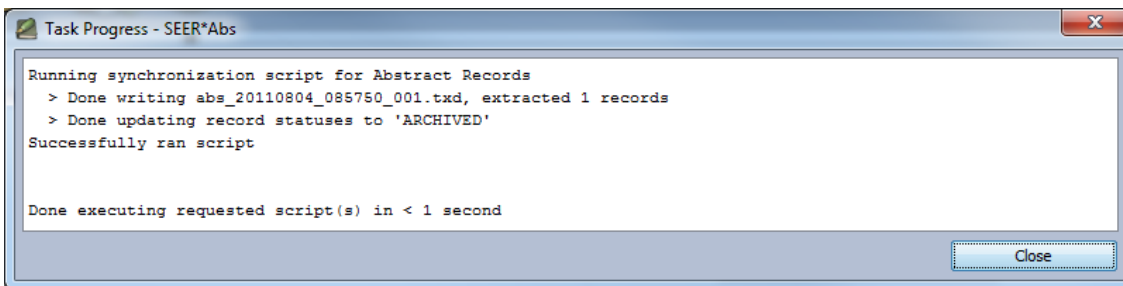 Task Progress - SEER*Abs
Running synchronization script for Abstract Records
> Done writing abs_20110804_085750_001.txd, extracted 1 records
> Done updating record statuses to 'ARCHIVED'
Successfully ran script
Done executing requested script(s) in < 1 second
Close